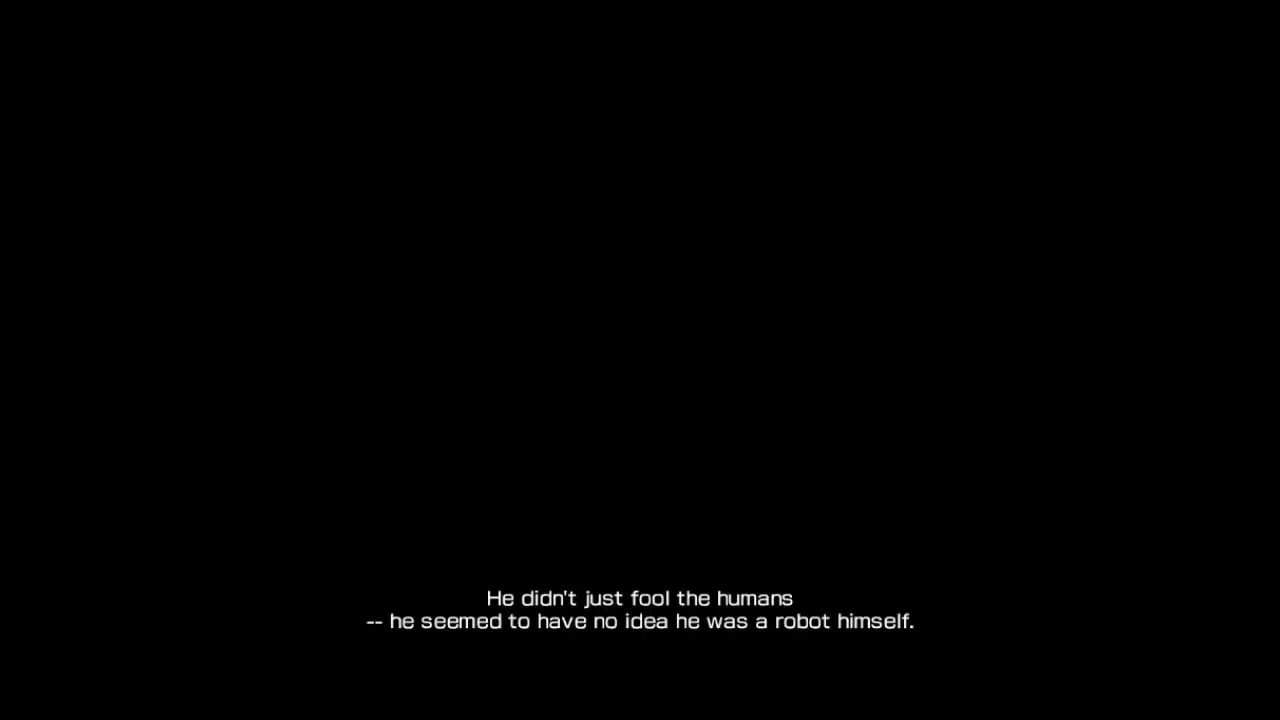 He didn't just fool the humans
-- he seemed to have no idea he was a robot himself.